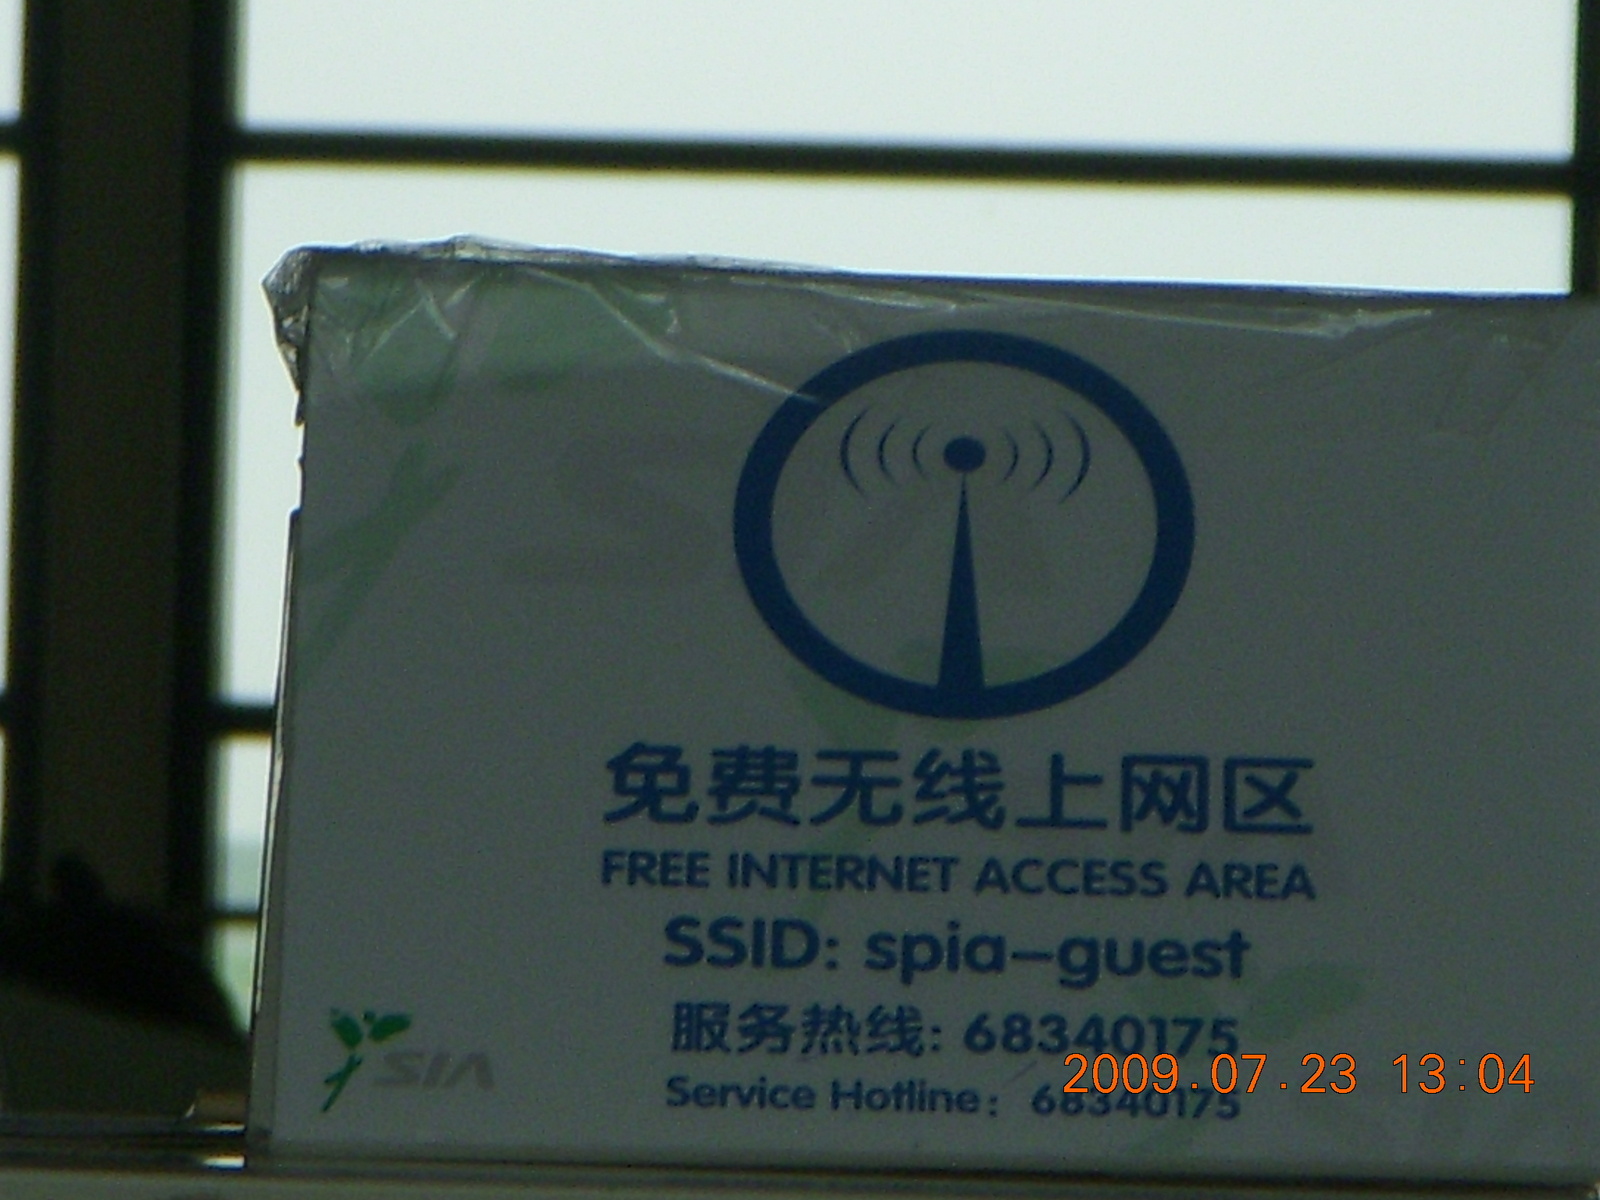 免费无线上网区
FREE INTERNET ACCESS AREA
SSID: spia-guest
服务热线: 68340175
Service Hotline: 68340175
SIA
2009.07.23 13:04